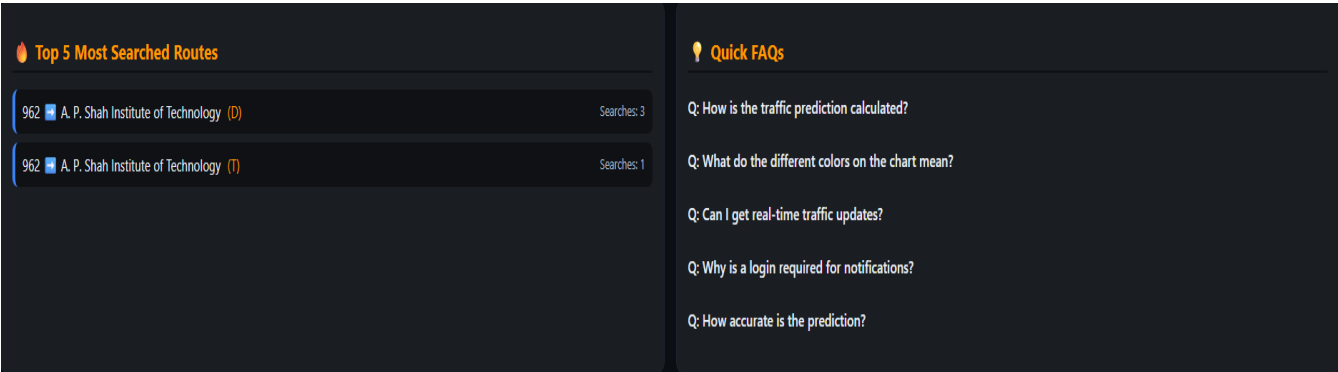 🔥 Top 5 Most Searched Routes
962 ➡️ A. P. Shah Institute of Technology (D) Searches: 3
962 ➡️ A. P. Shah Institute of Technology (T) Searches: 1
💡 Quick FAQs
Q: How is the traffic prediction calculated?
Q: What do the different colors on the chart mean?
Q: Can I get real-time traffic updates?
Q: Why is a login required for notifications?
Q: How accurate is the prediction?